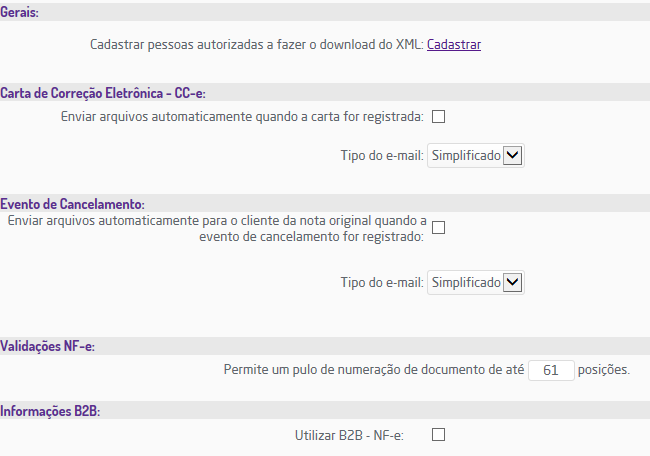 Gerais:
Cadastrar pessoas autorizadas a fazer o download do XML: Cadastrar
Carta de Correção Eletrônica - CC-e:
Enviar arquivos automaticamente quando a carta for registrada:
Tipo do e-mail: Simplificado
Evento de Cancelamento:
Enviar arquivos automaticamente para o cliente da nota original quando a
evento de cancelamento for registrado:
Tipo do e-mail: Simplificado
Validações NF-e:
Permite um pulo de numeração de documento de até 61 posições.
Informações B2B:
Utilizar B2B - NF-e: